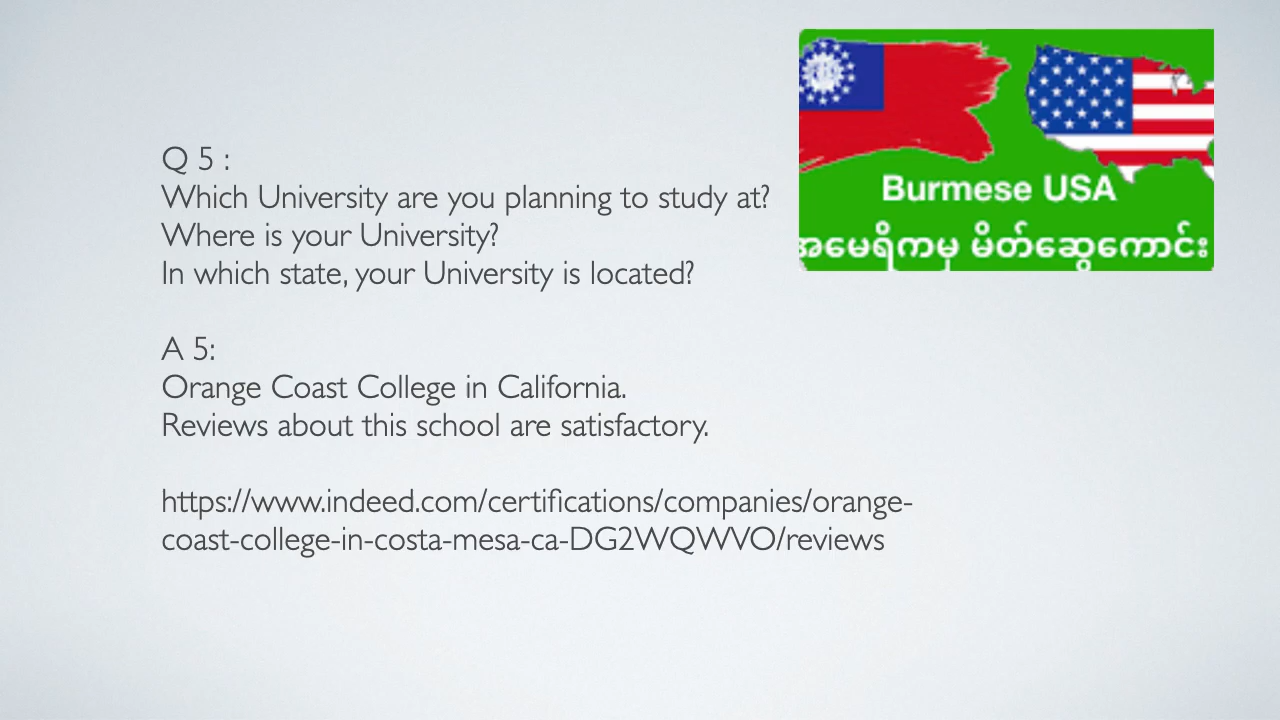 Q 5 :
Which University are you planning to study at?
Where is your University?
In which state, your University is located?
A 5:
Orange Coast College in California.
Reviews about this school are satisfactory.
https://www.indeed.com/certifications/companies/orange-
coast-college-in-costa-mesa-ca-DG2WQWVO/reviews
Burmese USA
အမေရိကမှ မိတ်ဆွေကောင်း